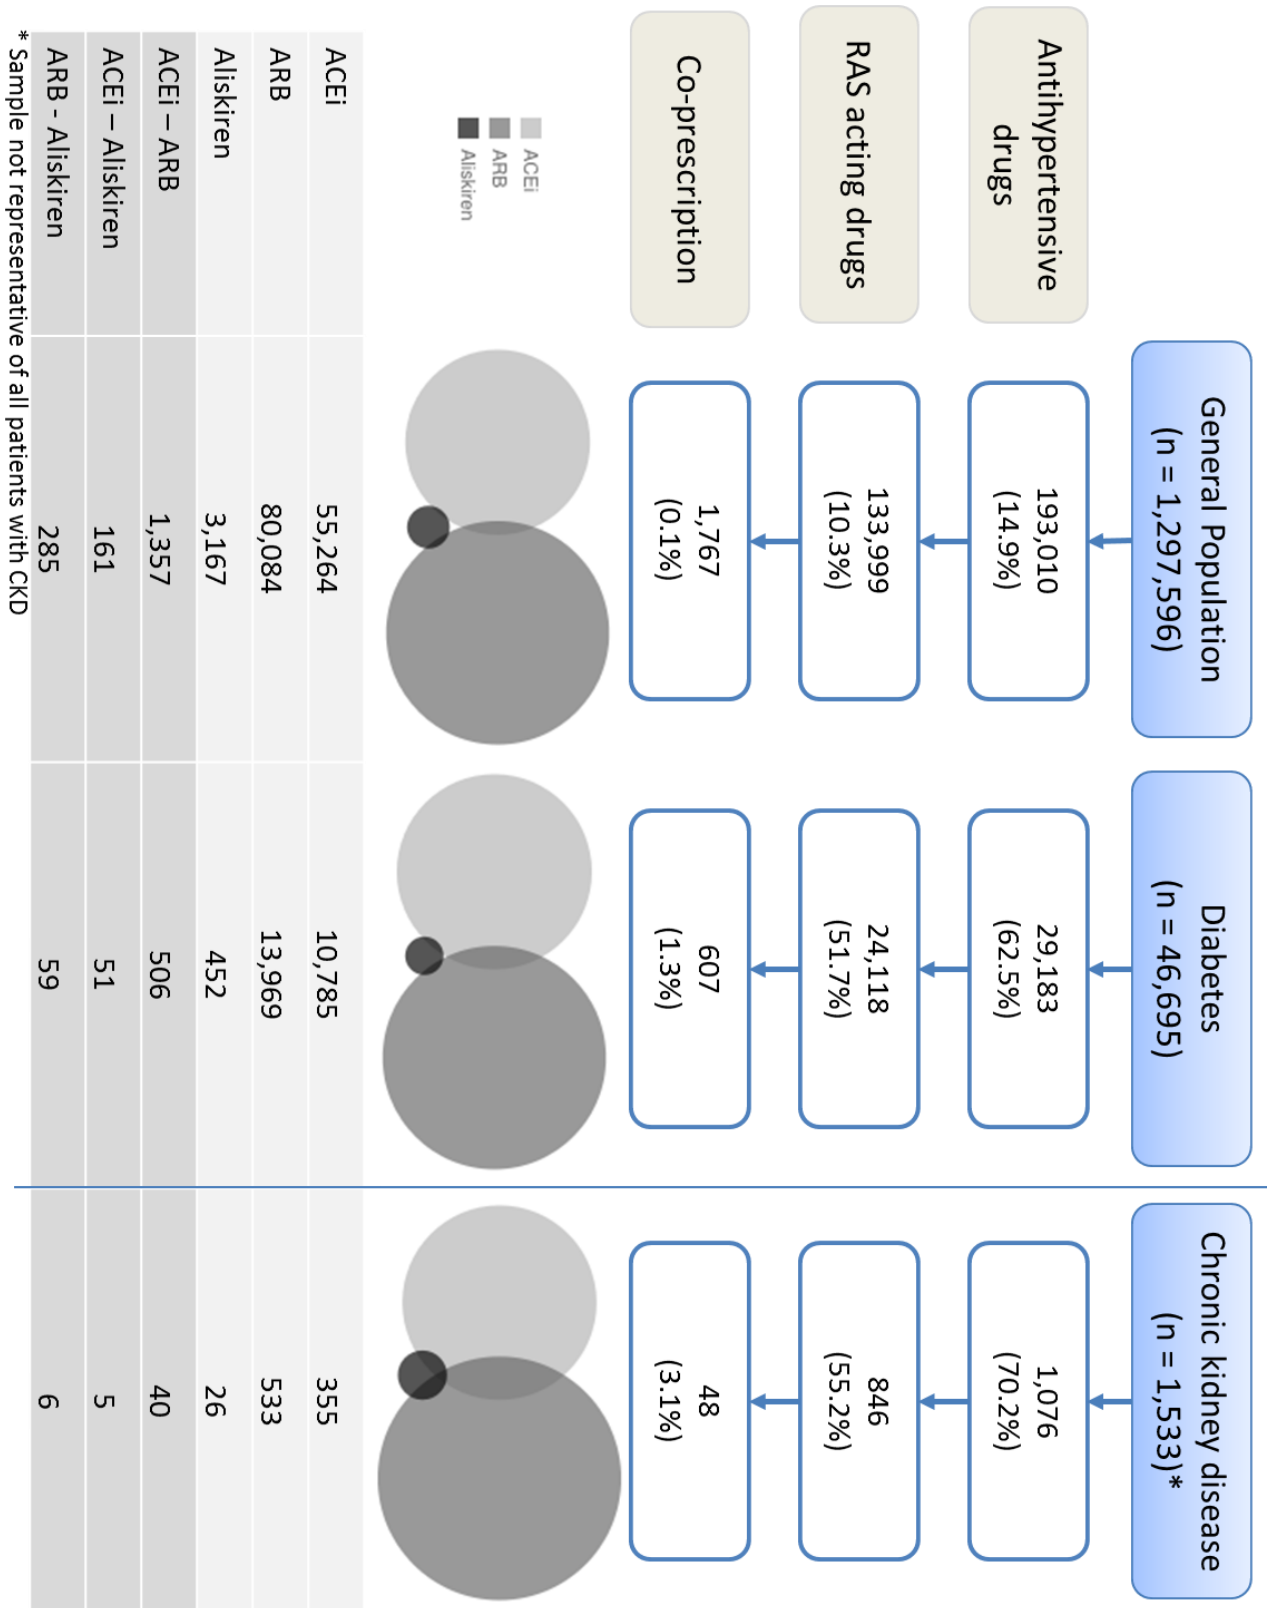 General Population
(n = 1,297,596)
Diabetes
(n = 46,695)
Chronic kidney disease
(n = 1,533)*
Antihypertensive
drugs
193,010
(14.9%)
29,183
(62.5%)
1,076
(70.2%)
RAS acting drugs
133,999
(10.3%)
24,118
(51.7%)
846
(55.2%)
Co-prescription
1,767
(0.1%)
607
(1.3%)
48
(3.1%)
ACEi
ARB
Aliskiren
ACEi 55,264 10,785 355
ARB 80,084 13,969 533
Aliskiren 3,167 452 26
ACEi – ARB 1,357 506 40
ACEi – Aliskiren 161 51 5
ARB - Aliskiren 285 59 6
* Sample not representative of all patients with CKD